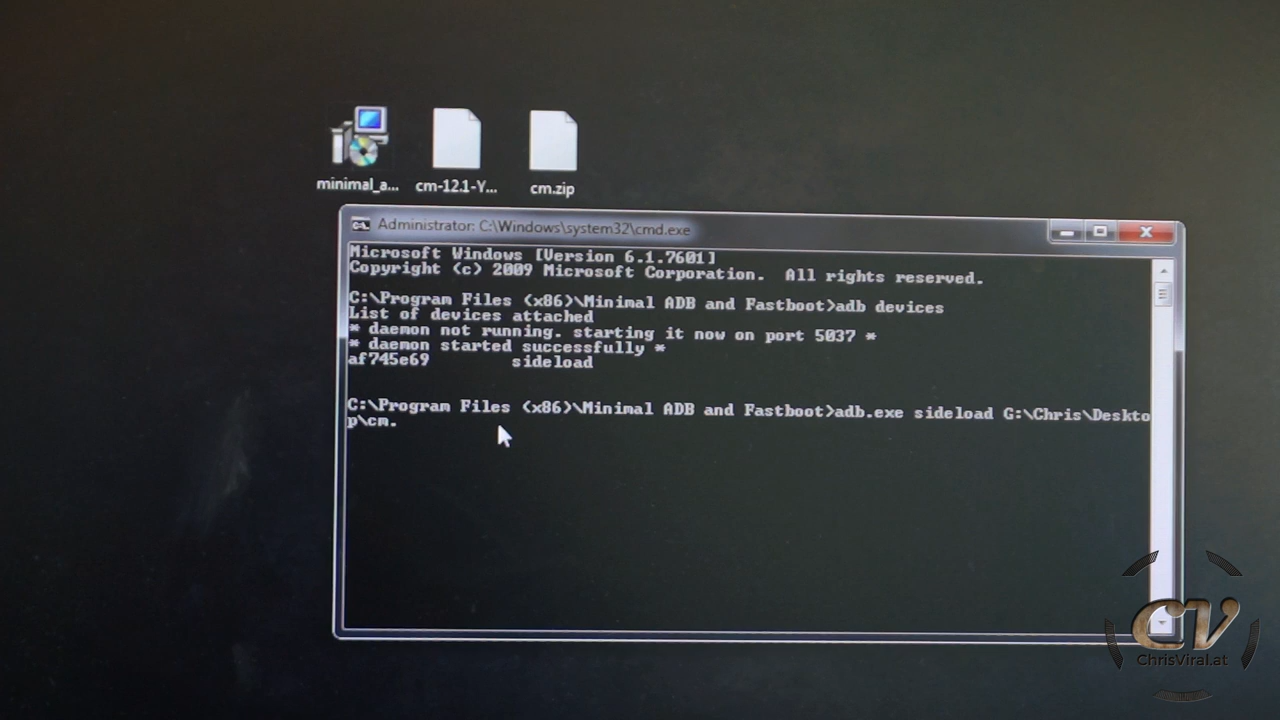 minimal_a...
cm-12.1-Y...
cm.zip
Administrator: C:\Windows\system32\cmd.exe
Microsoft Windows [Version 6.1.7601]
Copyright (c) 2009 Microsoft Corporation.  All rights reserved.
C:\Program Files (x86)\Minimal ADB and Fastboot>adb devices
List of devices attached
* daemon not running. starting it now on port 5037 *
* daemon started successfully *
af745e69        sideload
C:\Program Files (x86)\Minimal ADB and Fastboot>adb.exe sideload G:\Chris\Deskto
p\cm.
CV
ChrisViral.at